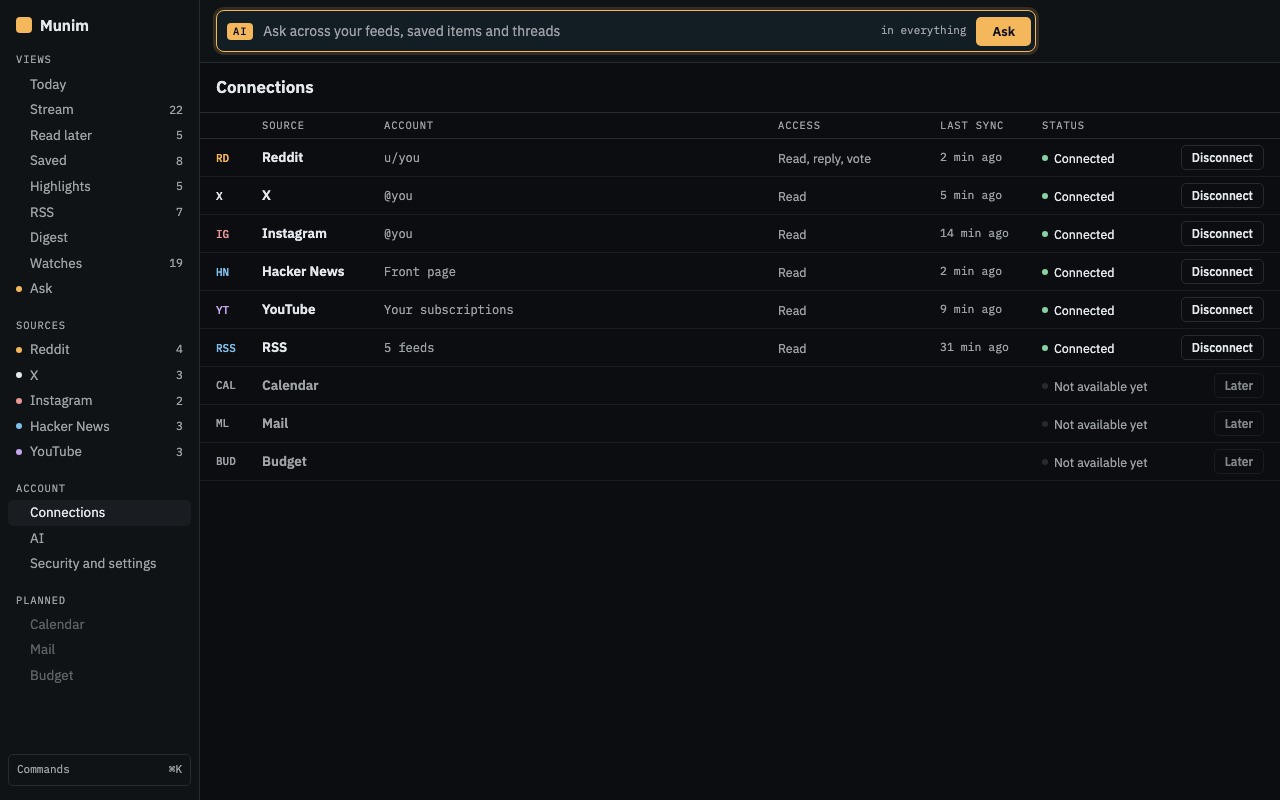 Munim
VIEWS
Today
Stream 22
Read later 5
Saved 8
Highlights 5
RSS 7
Digest
Watches 19
Ask
SOURCES
Reddit 4
X 3
Instagram 2
Hacker News 3
YouTube 3
ACCOUNT
Connections
AI
Security and settings
PLANNED
Calendar
Mail
Budget
Commands ⌘K
AI Ask across your feeds, saved items and threads in everything Ask
Connections
SOURCE ACCOUNT ACCESS LAST SYNC STATUS
RD Reddit u/you Read, reply, vote 2 min ago Connected Disconnect
X X @you Read 5 min ago Connected Disconnect
IG Instagram @you Read 14 min ago Connected Disconnect
HN Hacker News Front page Read 2 min ago Connected Disconnect
YT YouTube Your subscriptions Read 9 min ago Connected Disconnect
RSS RSS 5 feeds Read 31 min ago Connected Disconnect
CAL Calendar Not available yet Later
ML Mail Not available yet Later
BUD Budget Not available yet Later